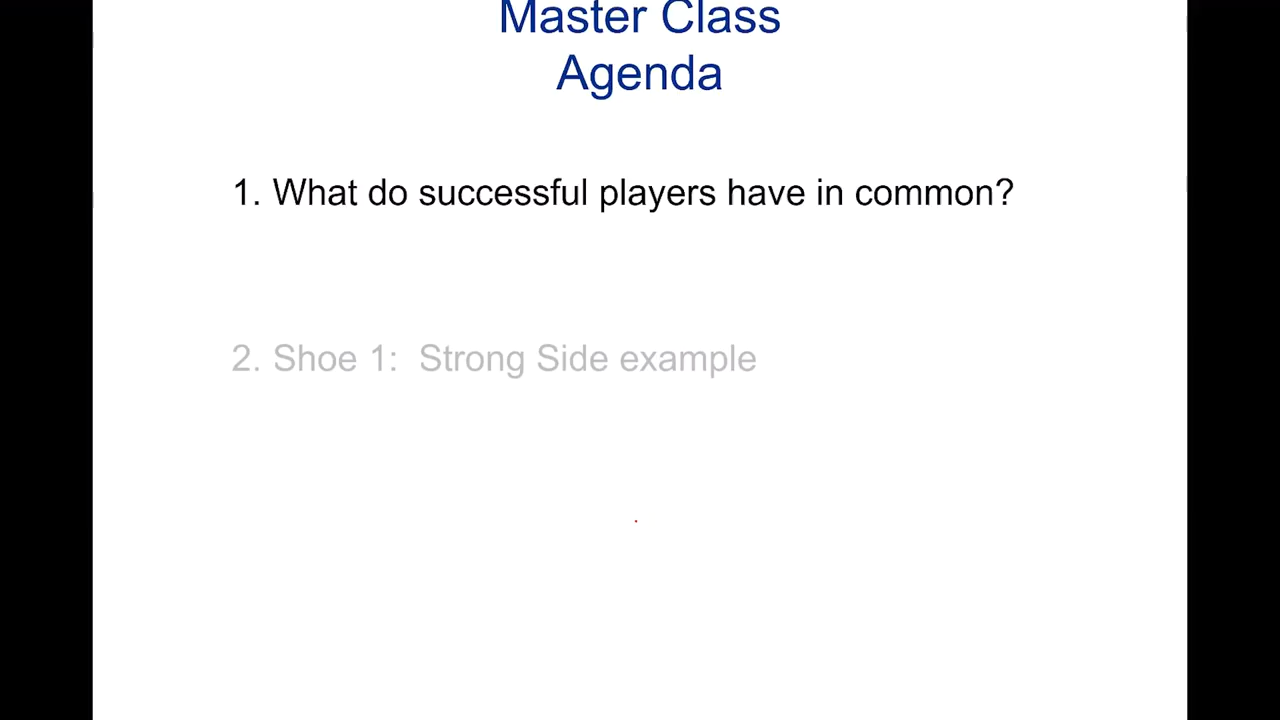 Master Class
Agenda
1. What do successful players have in common?
2. Shoe 1:  Strong Side example